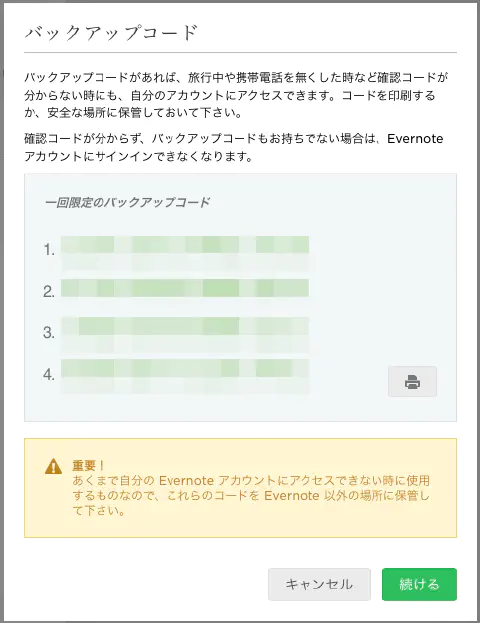 バックアップコード
バックアップコードがあれば、旅行中や携帯電話を無くした時など確認コードが
分からない時にも、自分のアカウントにアクセスできます。コードを印刷する
か、安全な場所に保管しておいて下さい。
確認コードが分からず、バックアップコードもお持ちでない場合は、Evernote
アカウントにサインインできなくなります。
一回限定のバックアップコード
1.
2.
3.
4.
重要！
あくまで自分の Evernote アカウントにアクセスできない時に使用
するものなので、これらのコードを Evernote 以外の場所に保管し
て下さい。
キャンセル
続ける